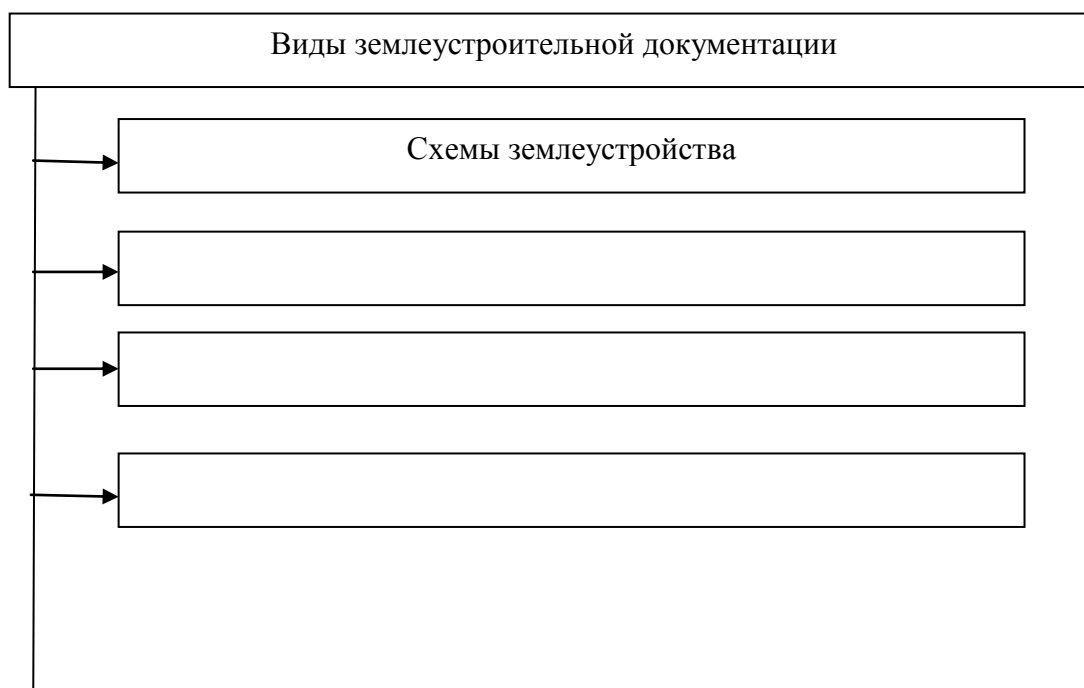 Виды землеустроительной документации
Схемы землеустройства